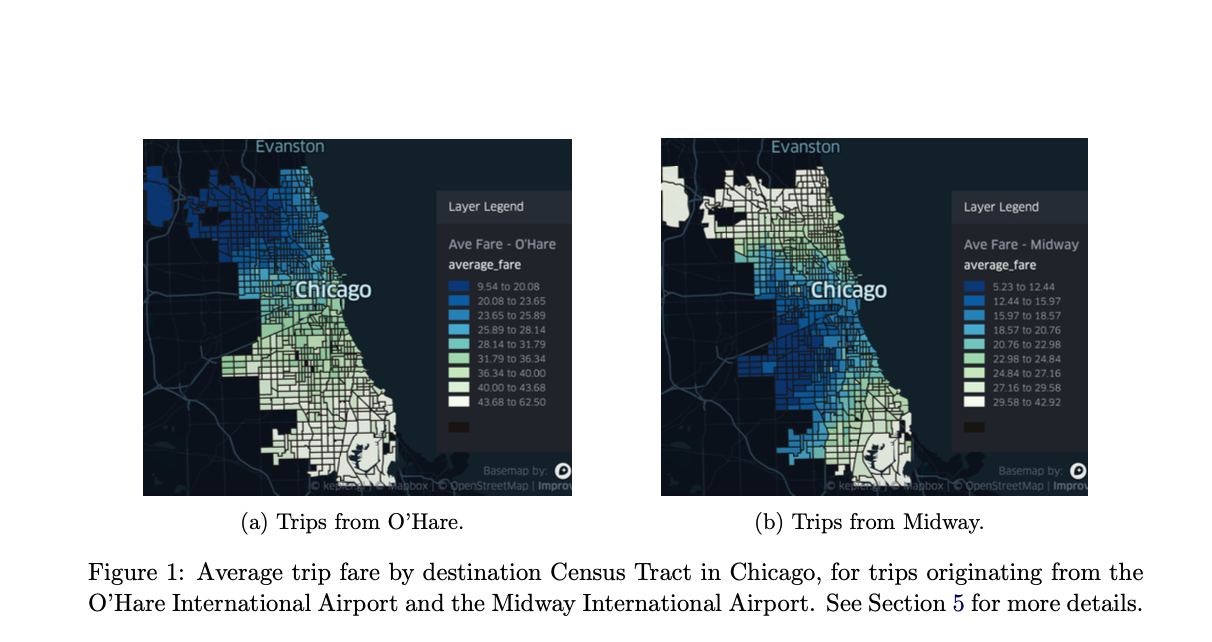 Evanston
Chicago
Layer Legend
Ave Fare - O'Hare
average_fare
9.54 to 20.08
20.08 to 23.65
23.65 to 25.89
25.89 to 28.14
28.14 to 31.79
31.79 to 36.34
36.34 to 40.00
40.00 to 43.68
43.68 to 62.50
Basemap by:
© OpenStreetMap | Improv
Evanston
Chicago
Layer Legend
Ave Fare - Midway
average_fare
5.23 to 12.44
12.44 to 15.97
15.97 to 18.57
18.57 to 20.76
20.76 to 22.98
22.98 to 24.84
24.84 to 27.16
27.16 to 29.58
29.58 to 42.92
Basemap by:
© OpenStreetMap | Improv
(a) Trips from O'Hare.
(b) Trips from Midway.
Figure 1: Average trip fare by destination Census Tract in Chicago, for trips originating from the
O'Hare International Airport and the Midway International Airport. See Section 5 for more details.